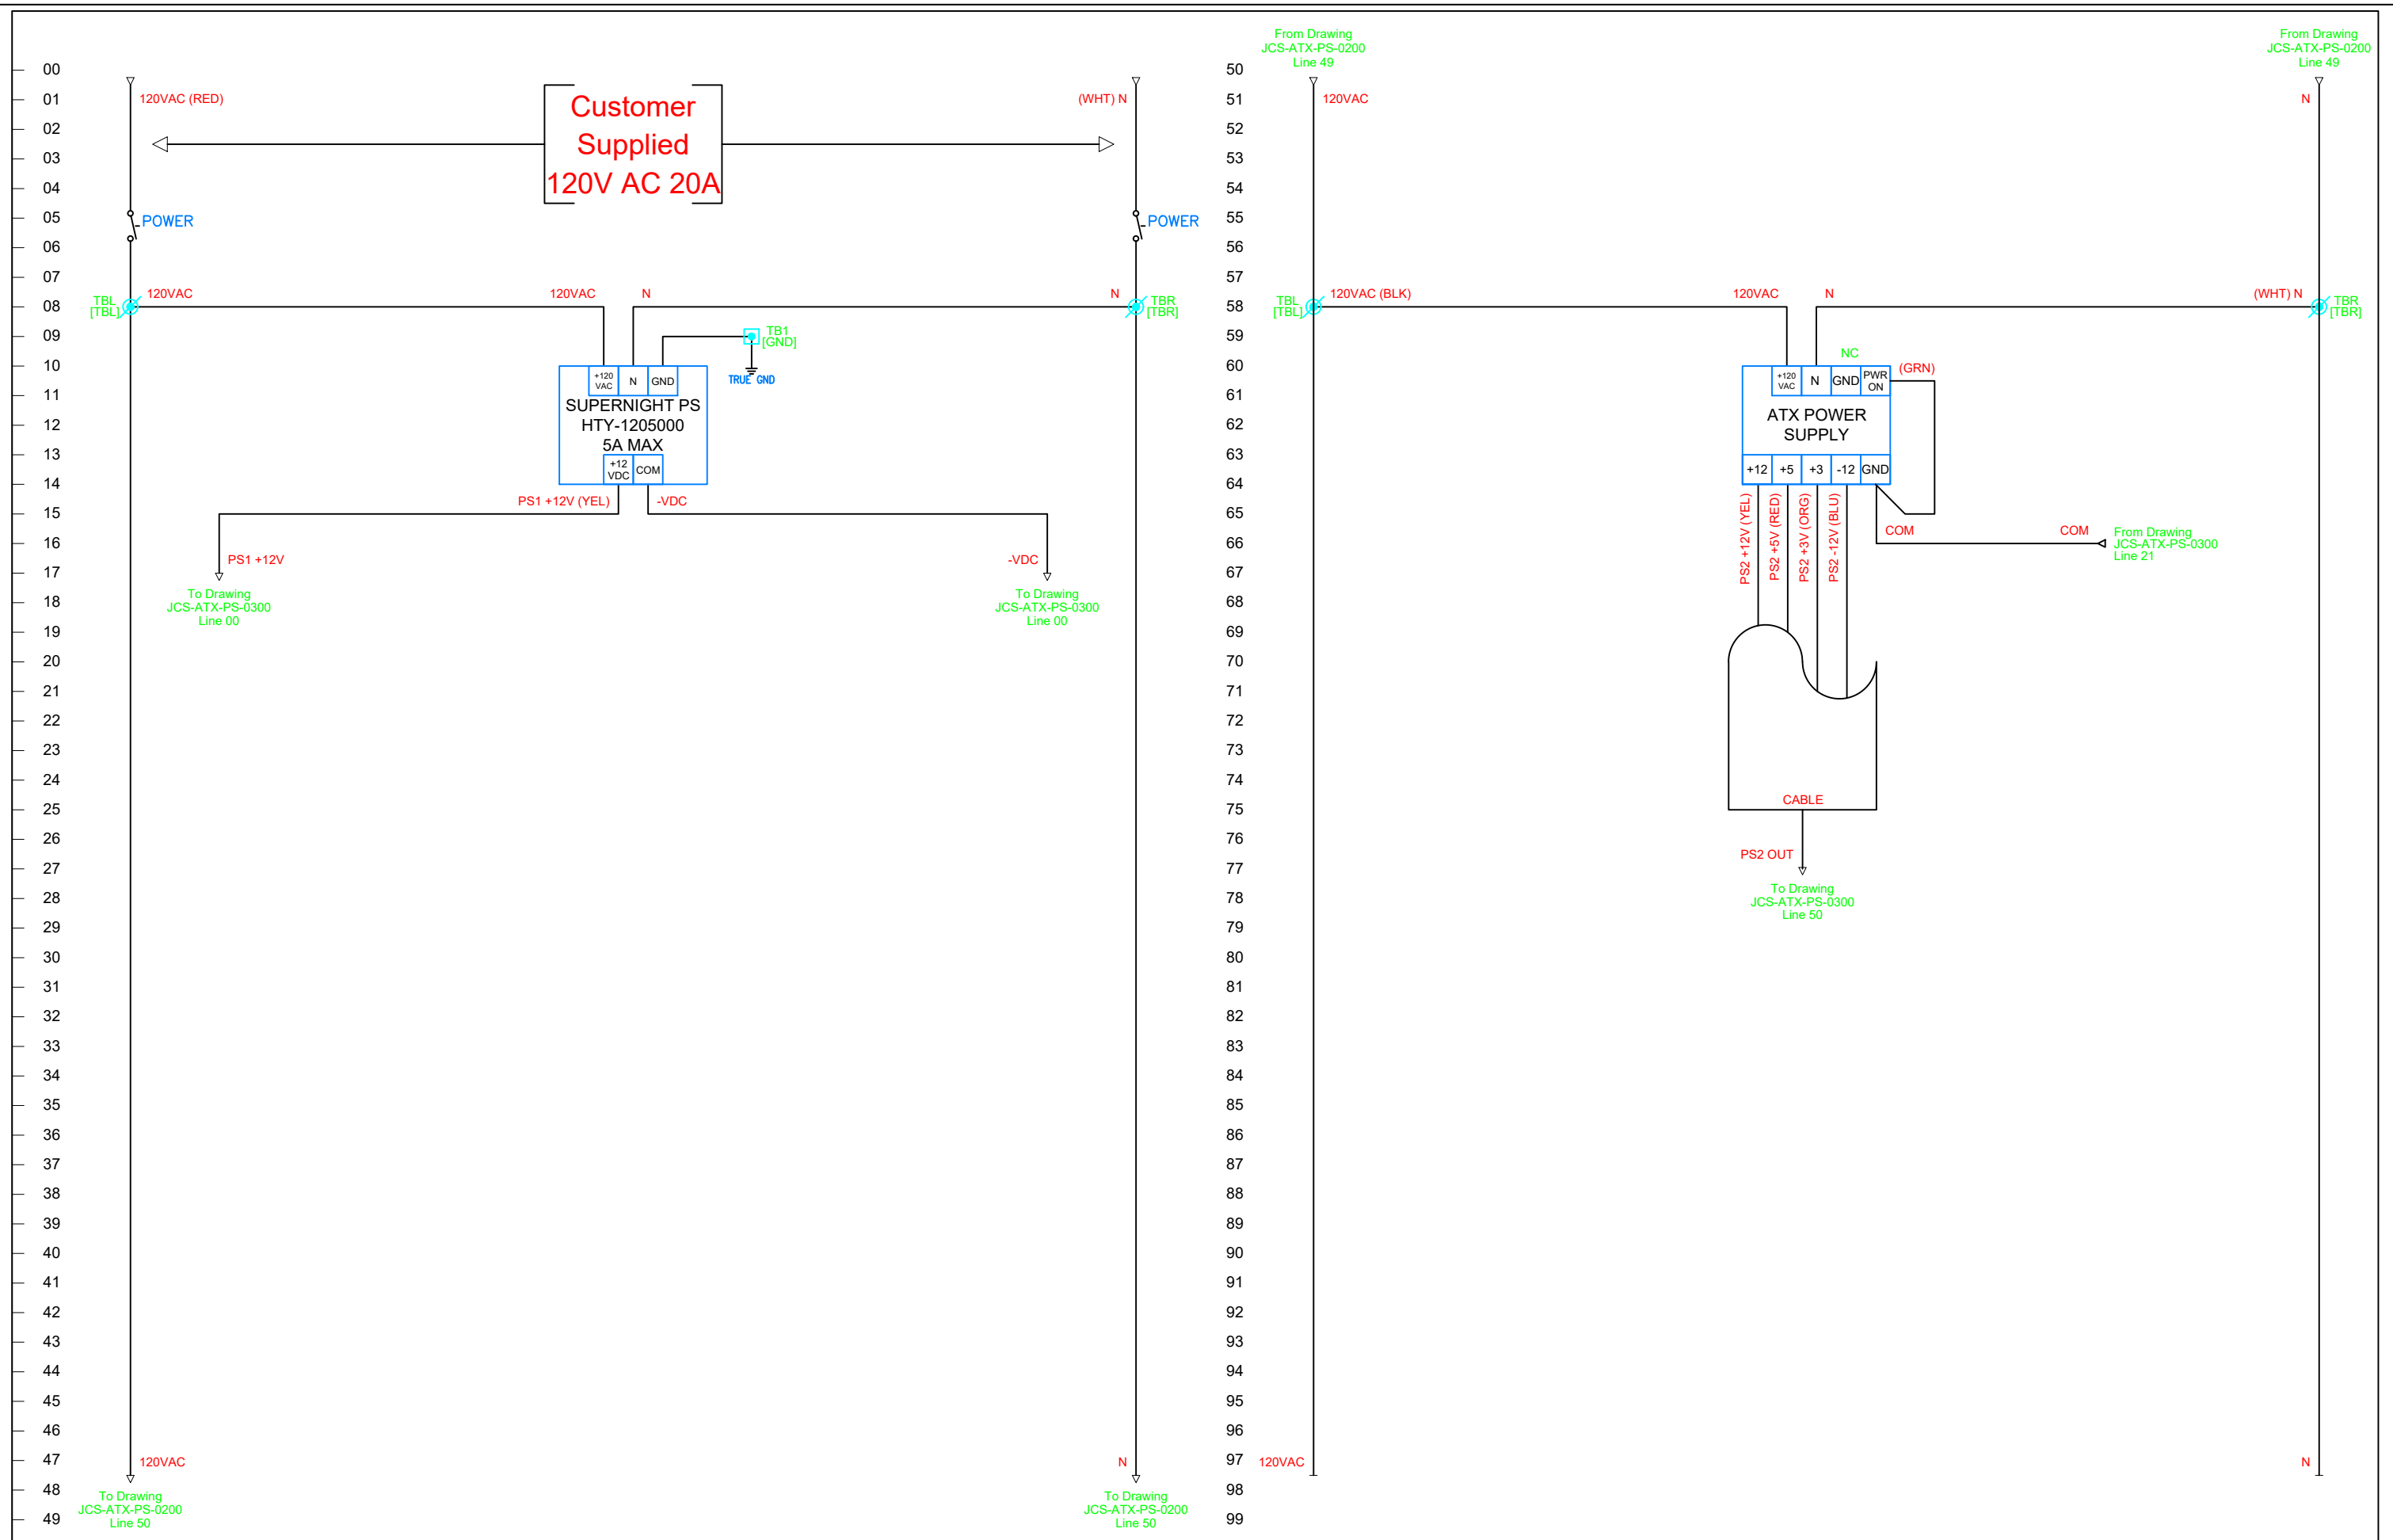 00
01
02
03
04
05
06
07
08
09
10
11
12
13
14
15
16
17
18
19
20
21
22
23
24
25
26
27
28
29
30
31
32
33
34
35
36
37
38
39
40
41
42
43
44
45
46
47
48
49
120VAC (RED)
Customer
Supplied
120V AC 20A
(WHT) N
POWER
POWER
TBL
[TBL]
120VAC
120VAC
N
N
TBR
[TBR]
TB1
[GND]
TRUE GND
+120
VAC
N
GND
SUPERNIGHT PS
HTY-1205000
5A MAX
+12
VDC
COM
PS1 +12V (YEL)
-VDC
PS1 +12V
-VDC
To Drawing
JCS-ATX-PS-0300
Line 00
To Drawing
JCS-ATX-PS-0300
Line 00
120VAC
N
To Drawing
JCS-ATX-PS-0200
Line 50
To Drawing
JCS-ATX-PS-0200
Line 50
50
51
52
53
54
55
56
57
58
59
60
61
62
63
64
65
66
67
68
69
70
71
72
73
74
75
76
77
78
79
80
81
82
83
84
85
86
87
88
89
90
91
92
93
94
95
96
97
98
99
From Drawing
JCS-ATX-PS-0200
Line 49
From Drawing
JCS-ATX-PS-0200
Line 49
120VAC
N
TBL
[TBL]
120VAC (BLK)
120VAC
N
(WHT) N
TBR
[TBR]
NC
+120
VAC
N
GND
PWR
ON
(GRN)
ATX POWER
SUPPLY
+12
+5
+3
-12
GND
PS2 +12V (YEL)
PS2 +5V (RED)
PS2 +3V (ORG)
PS2 -12V (BLU)
COM
COM
From Drawing
JCS-ATX-PS-0300
Line 21
CABLE
PS2 OUT
To Drawing
JCS-ATX-PS-0300
Line 50
120VAC
N